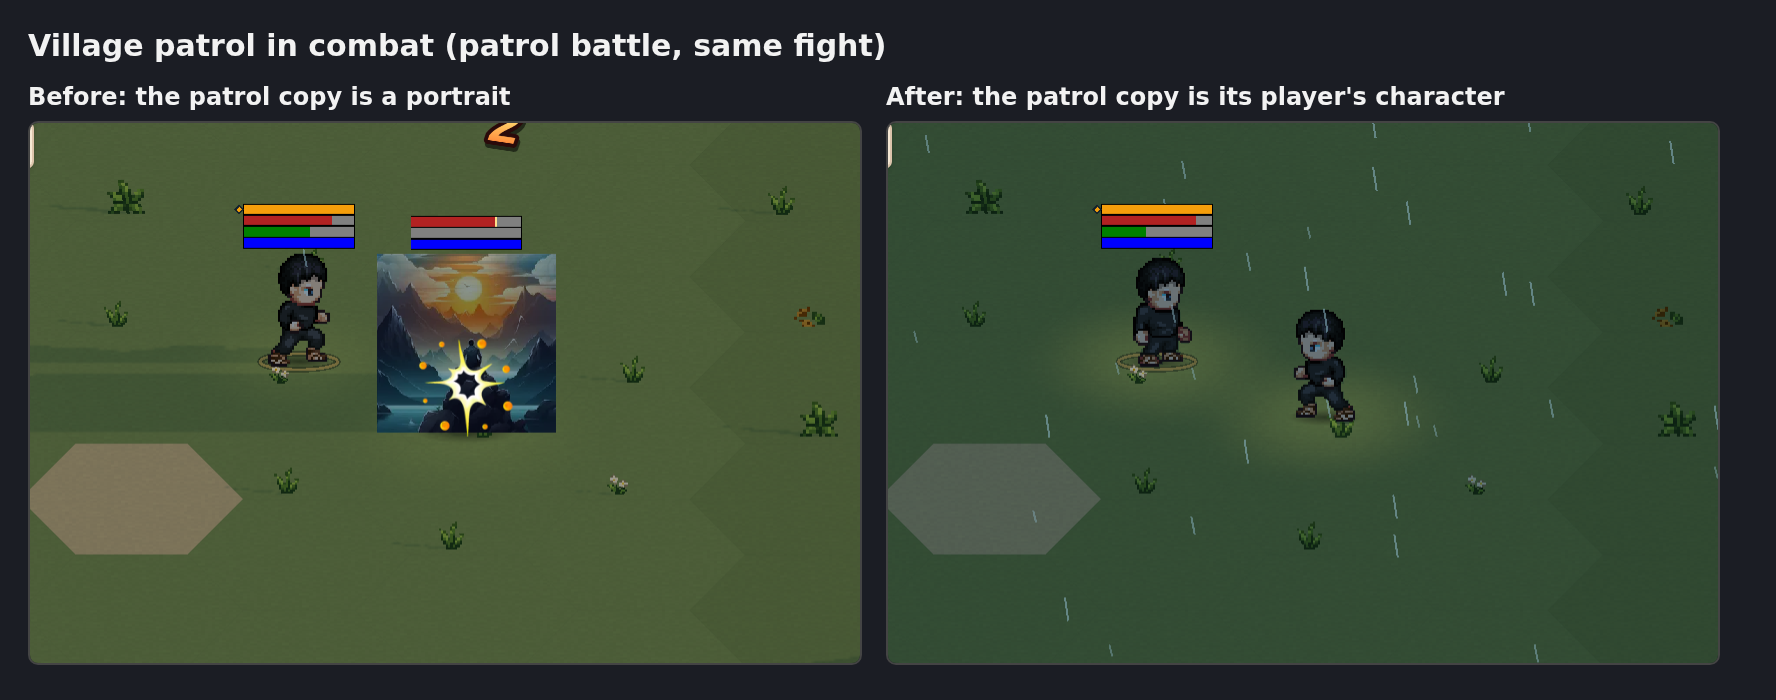 Village patrol in combat (patrol battle, same fight)
Before: the patrol copy is a portrait
After: the patrol copy is its player's character
2